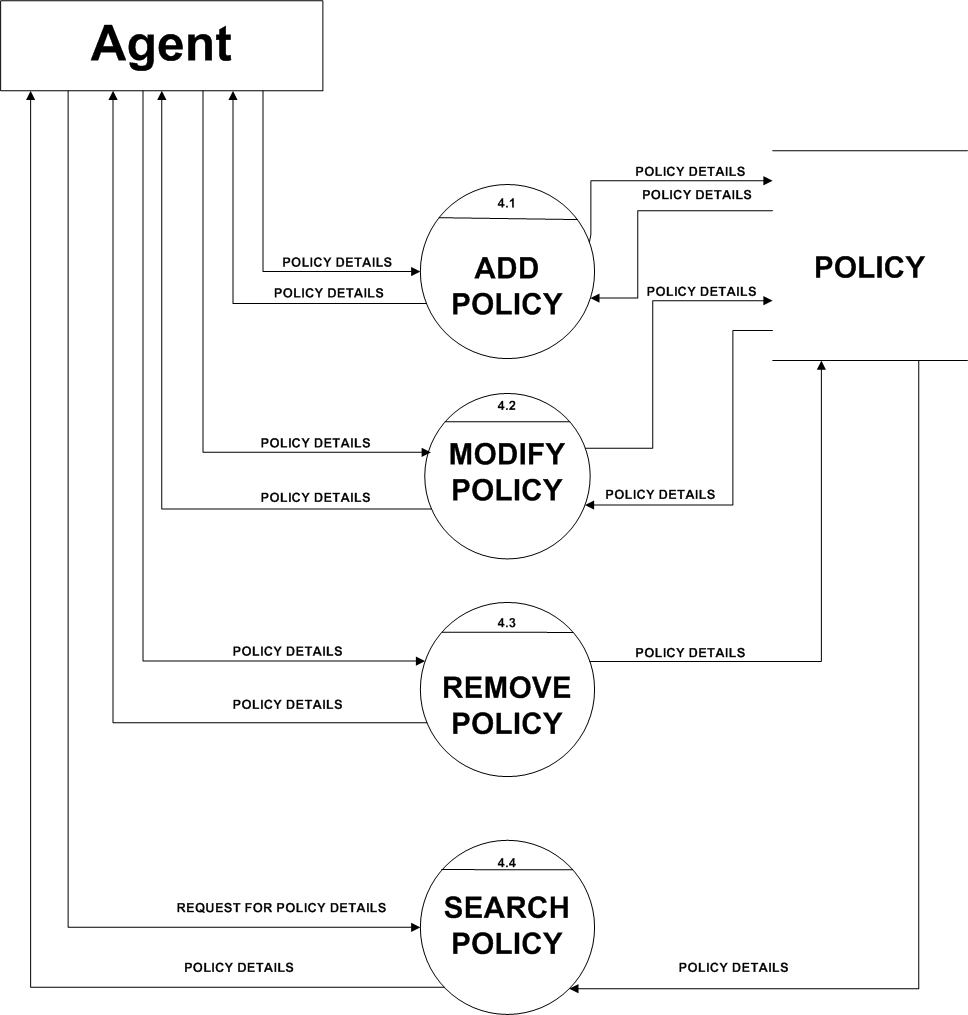 Agent
POLICY DETAILS
POLICY DETAILS
4.1
POLICY
POLICY DETAILS
ADD
POLICY
POLICY DETAILS
POLICY DETAILS
4.2
POLICY DETAILS
MODIFY
POLICY
POLICY DETAILS
POLICY DETAILS
4.3
POLICY DETAILS
POLICY DETAILS
REMOVE
POLICY
POLICY DETAILS
4.4
REQUEST FOR POLICY DETAILS
SEARCH
POLICY
POLICY DETAILS
POLICY DETAILS